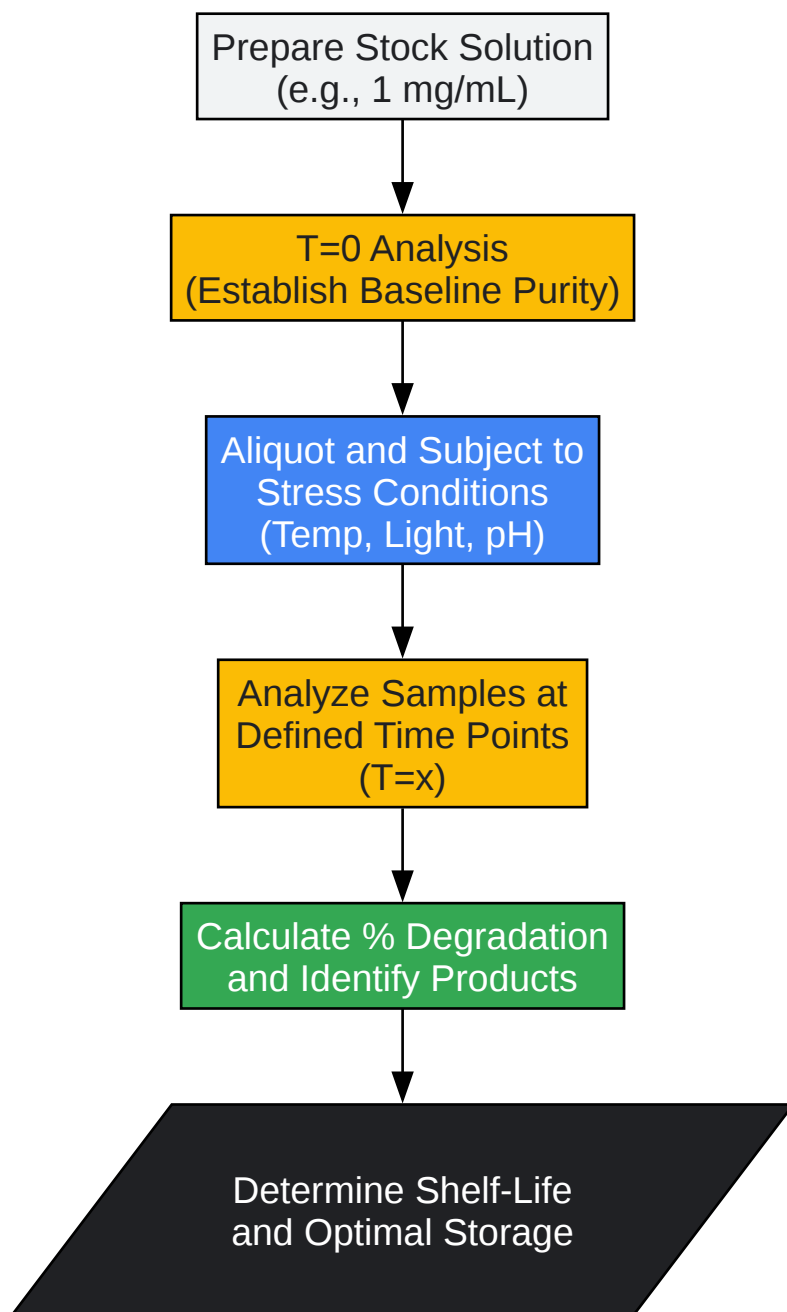 Prepare Stock Solution
(e.g., 1 mg/mL)
T=0 Analysis
(Establish Baseline Purity)
Aliquot and Subject to
Stress Conditions
(Temp, Light, pH)
Analyze Samples at
Defined Time Points
(T=x)
Calculate % Degradation
and Identify Products
Determine Shelf-Life
and Optimal Storage